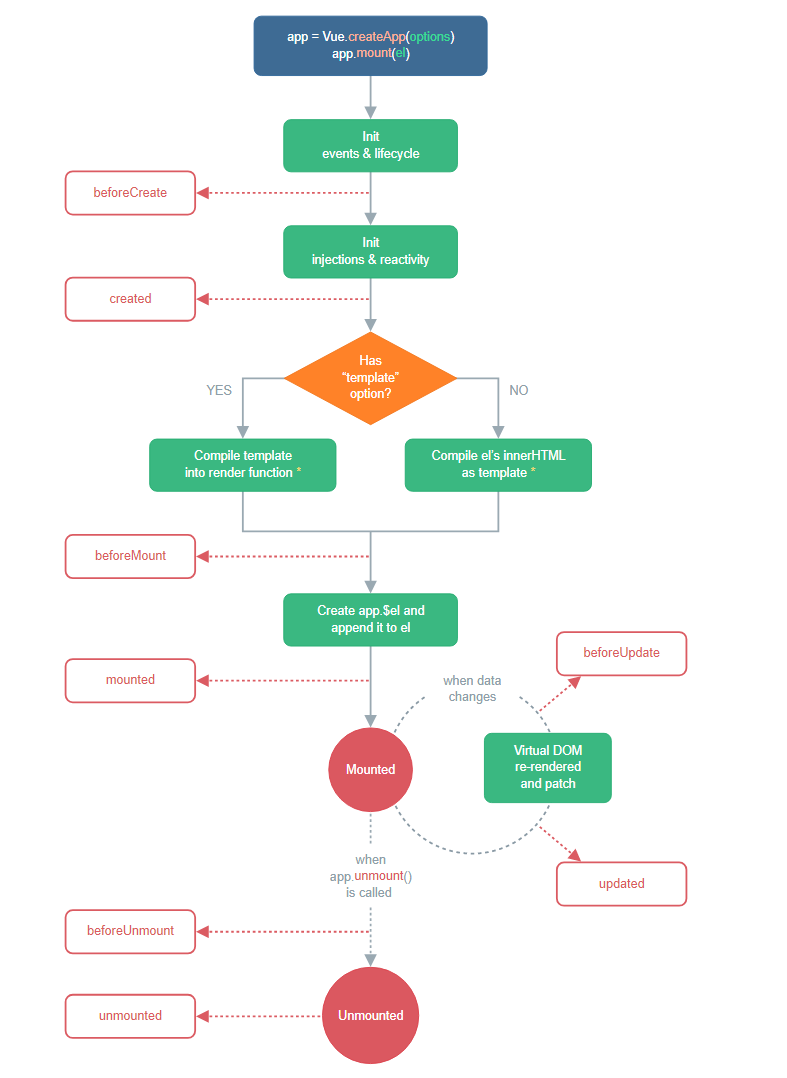 app = Vue.createApp(options)
app.mount(el)
Init
events & lifecycle
beforeCreate
Init
injections & reactivity
created
Has
“template”
option?
YES
NO
Compile template
into render function *
Compile el’s innerHTML
as template *
beforeMount
Create app.$el and
append it to el
beforeUpdate
mounted
when data
changes
Mounted
Virtual DOM
re-rendered
and patch
when
app.unmount()
is called
updated
beforeUnmount
unmounted
Unmounted